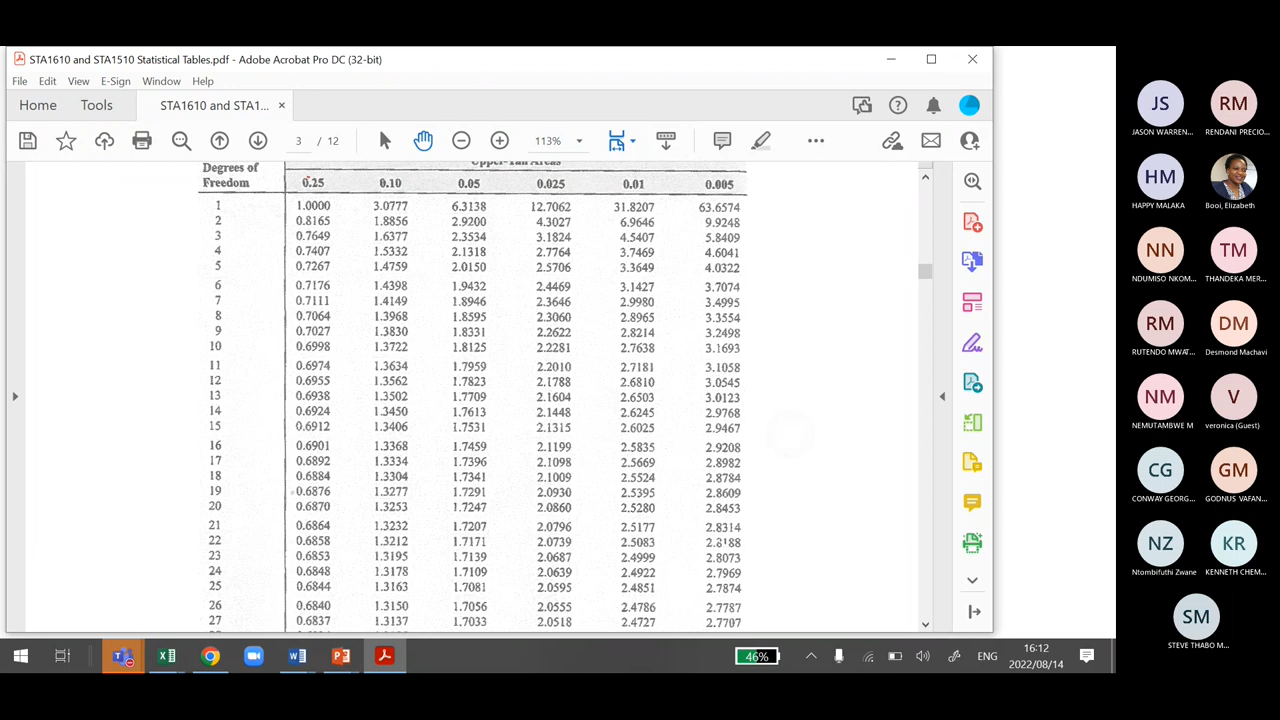 STA1610 and STA1510 Statistical Tables.pdf - Adobe Acrobat Pro DC (32-bit)
File Edit View E-Sign Window Help
Home Tools STA1610 and STA1... ×
3 / 12 113%
Upper-Tail Areas
Degrees of
Freedom 0.25 0.10 0.05 0.025 0.01 0.005
1 1.0000 3.0777 6.3138 12.7062 31.8207 63.6574
2 0.8165 1.8856 2.9200 4.3027 6.9646 9.9248
3 0.7649 1.6377 2.3534 3.1824 4.5407 5.8409
4 0.7407 1.5332 2.1318 2.7764 3.7469 4.6041
5 0.7267 1.4759 2.0150 2.5706 3.3649 4.0322
6 0.7176 1.4398 1.9432 2.4469 3.1427 3.7074
7 0.7111 1.4149 1.8946 2.3646 2.9980 3.4995
8 0.7064 1.3968 1.8595 2.3060 2.8965 3.3554
9 0.7027 1.3830 1.8331 2.2622 2.8214 3.2498
10 0.6998 1.3722 1.8125 2.2281 2.7638 3.1693
11 0.6974 1.3634 1.7959 2.2010 2.7181 3.1058
12 0.6955 1.3562 1.7823 2.1788 2.6810 3.0545
13 0.6938 1.3502 1.7709 2.1604 2.6503 3.0123
14 0.6924 1.3450 1.7613 2.1448 2.6245 2.9768
15 0.6912 1.3406 1.7531 2.1315 2.6025 2.9467
16 0.6901 1.3368 1.7459 2.1199 2.5835 2.9208
17 0.6892 1.3334 1.7396 2.1098 2.5669 2.8982
18 0.6884 1.3304 1.7341 2.1009 2.5524 2.8784
19 0.6876 1.3277 1.7291 2.0930 2.5395 2.8609
20 0.6870 1.3253 1.7247 2.0860 2.5280 2.8453
21 0.6864 1.3232 1.7207 2.0796 2.5177 2.8314
22 0.6858 1.3212 1.7171 2.0739 2.5083 2.8188
23 0.6853 1.3195 1.7139 2.0687 2.4999 2.8073
24 0.6848 1.3178 1.7109 2.0639 2.4922 2.7969
25 0.6844 1.3163 1.7081 2.0595 2.4851 2.7874
26 0.6840 1.3150 1.7056 2.0555 2.4786 2.7787
27 0.6837 1.3137 1.7033 2.0518 2.4727 2.7707
46% ENG 16:12
2022/08/14
JS RM
JASON WARREN... RENDANI PRECIO...
HM
HAPPY MALAKA Booi, Elizabeth
NN TM
NDUMISO NKOM... THANDEKA MER...
RM DM
RUTENDO MWAT... Desmond Machavi
NM V
NEMUTAMBWE M veronica (Guest)
CG GM
CONWAY GEORG... GODNUS VAFAN...
NZ KR
Ntombifuthi Zwane KENNETH CHEM...
SM
STEVE THABO M...